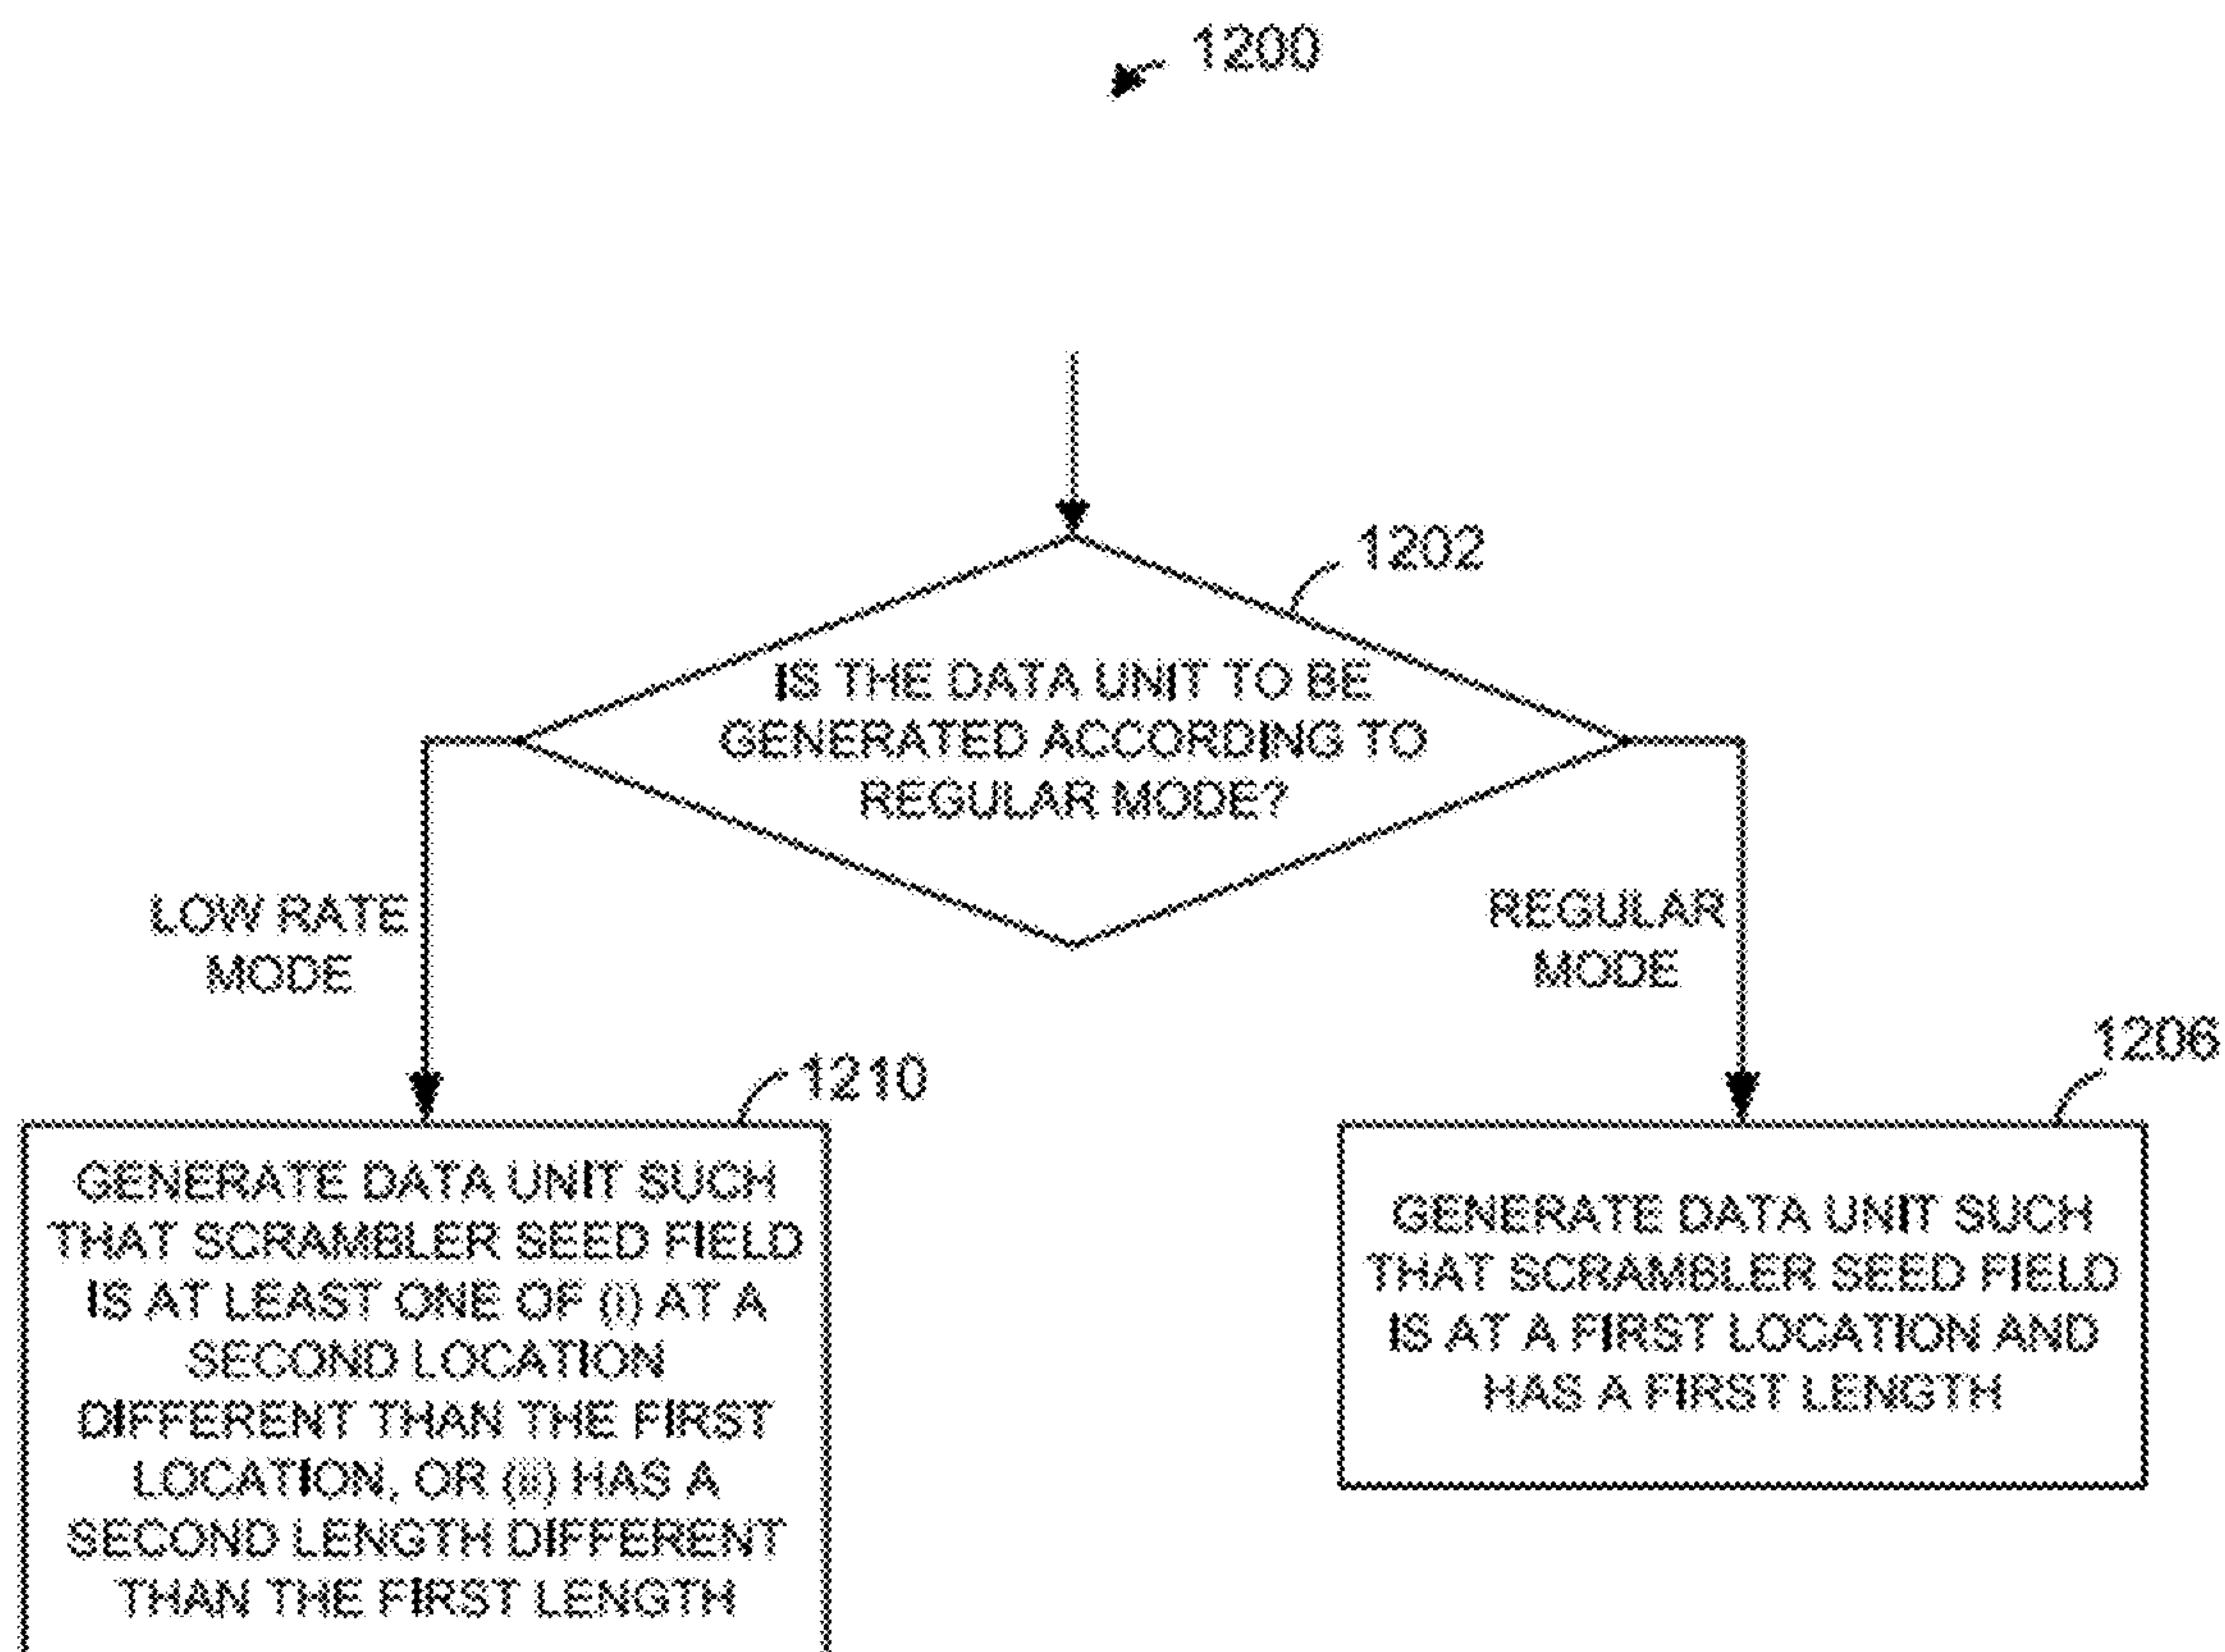 1200
1202
IS THE DATA UNIT TO BE
GENERATED ACCORDING TO
REGULAR MODE?
LOW RATE
MODE
REGULAR
MODE
1210
1206
GENERATE DATA UNIT SUCH
THAT SCRAMBLER SEED FIELD
IS AT LEAST ONE OF (i) AT A
SECOND LOCATION
DIFFERENT THAN THE FIRST
LOCATION, OR (ii) HAS A
SECOND LENGTH DIFFERENT
THAN THE FIRST LENGTH
GENERATE DATA UNIT SUCH
THAT SCRAMBLER SEED FIELD
IS AT A FIRST LOCATION AND
HAS A FIRST LENGTH